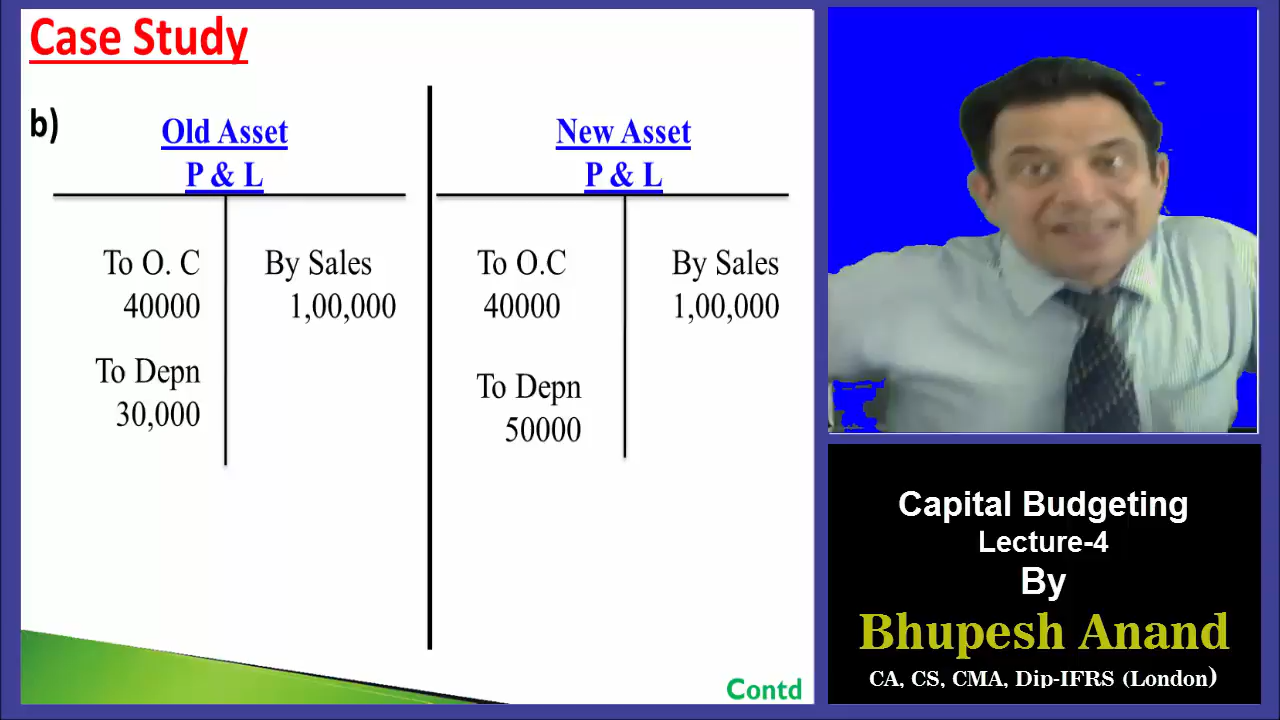 Case Study
b)
Old Asset
P & L
To O. C
40000
By Sales
1,00,000
To Depn
30,000
New Asset
P & L
To O.C
40000
By Sales
1,00,000
To Depn
50000
Contd
Capital Budgeting
Lecture-4
By
Bhupesh Anand
CA, CS, CMA, Dip-IFRS (London)